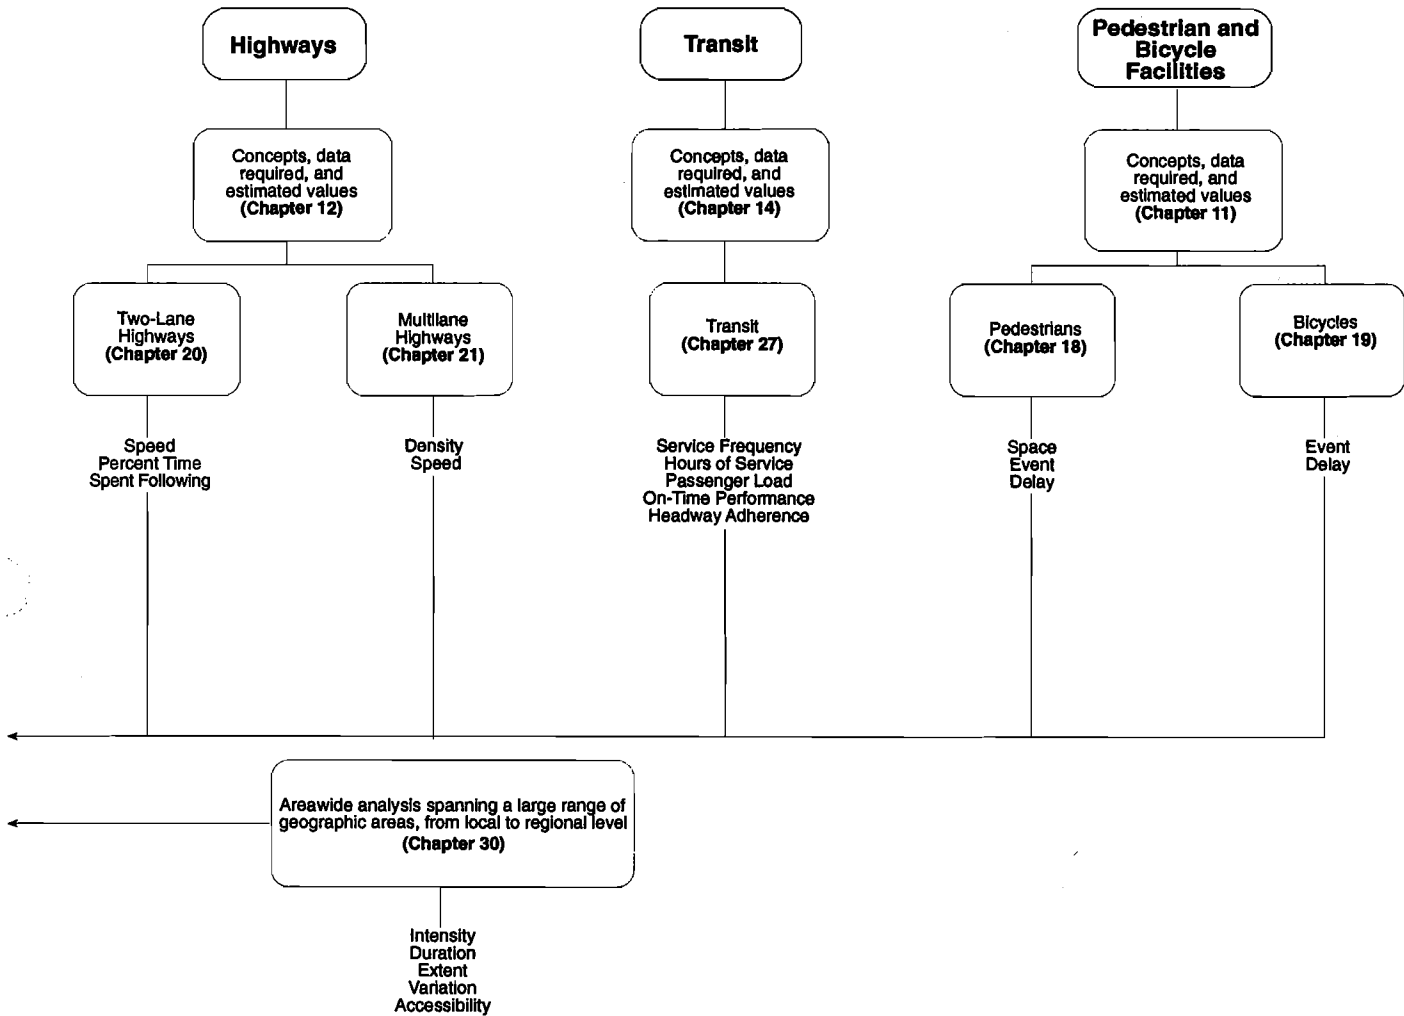 Highways
Transit
Pedestrian and
Bicycle
Facilities
Concepts, data
required, and
estimated values
(Chapter 12)
Concepts, data
required, and
estimated values
(Chapter 14)
Concepts, data
required, and
estimated values
(Chapter 11)
Two-Lane
Highways
(Chapter 20)
Multilane
Highways
(Chapter 21)
Transit
(Chapter 27)
Pedestrians
(Chapter 18)
Bicycles
(Chapter 19)
Speed
Percent Time
Spent Following
Density
Speed
Service Frequency
Hours of Service
Passenger Load
On-Time Performance
Headway Adherence
Space
Event
Delay
Event
Delay
Areawide analysis spanning a large range of
geographic areas, from local to regional level
(Chapter 30)
Intensity
Duration
Extent
Variation
Accessibility